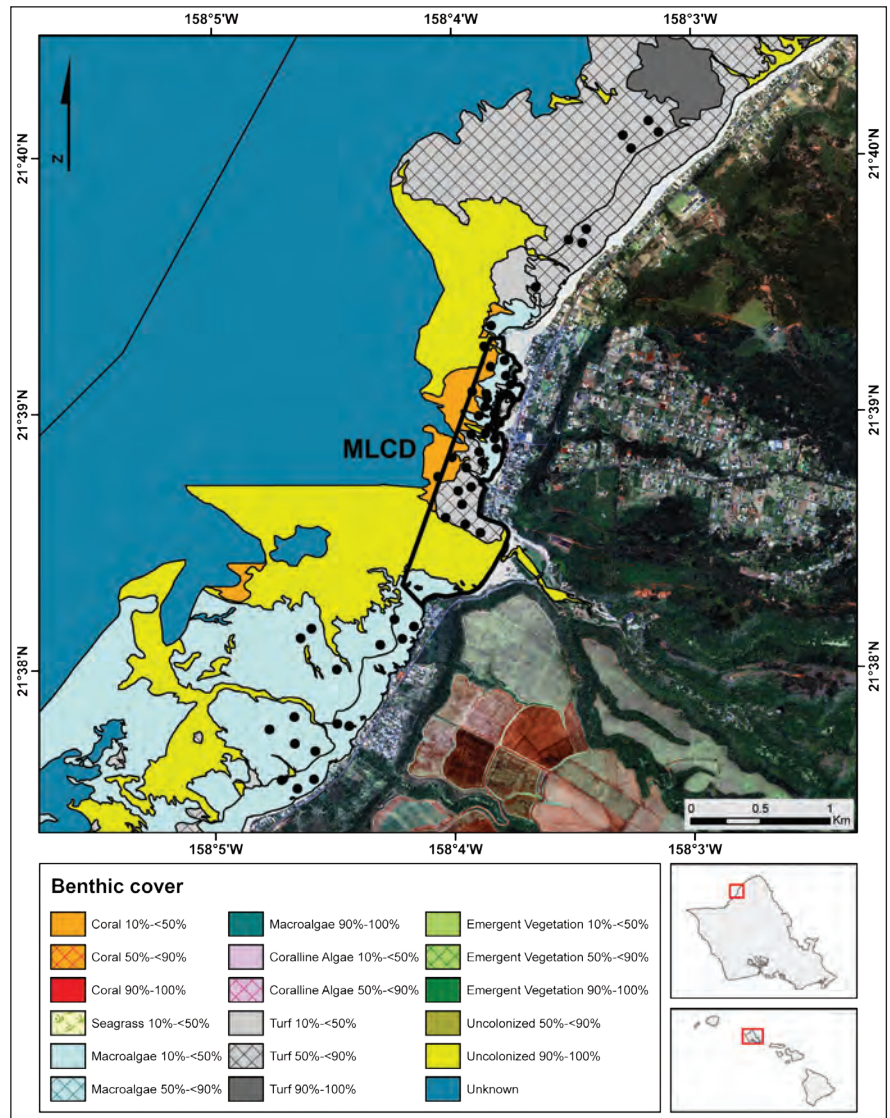 158°5'W 158°4'W 158°3'W
21°40'N 21°40'N
N
21°39'N 21°39'N
MLCD
21°38'N 21°38'N
0 0.5 1
Km
158°5'W 158°4'W 158°3'W
Benthic cover
Coral 10%-<50%
Coral 50%-<90%
Coral 90%-100%
Seagrass 10%-<50%
Macroalgae 10%-<50%
Macroalgae 50%-<90%
Macroalgae 90%-100%
Coralline Algae 10%-<50%
Coralline Algae 50%-<90%
Turf 10%-<50%
Turf 50%-<90%
Turf 90%-100%
Emergent Vegetation 10%-<50%
Emergent Vegetation 50%-<90%
Emergent Vegetation 90%-100%
Uncolonized 50%-<90%
Uncolonized 90%-100%
Unknown